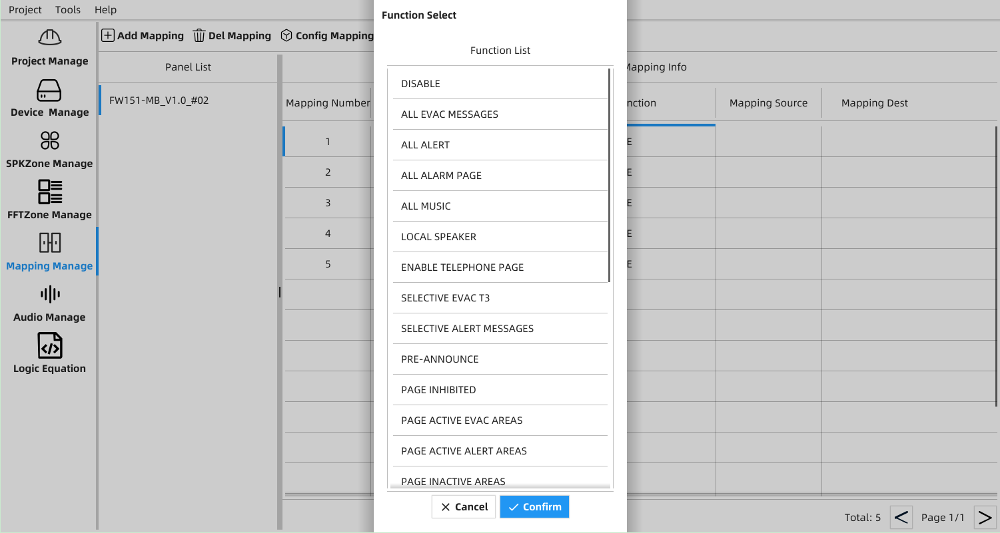 Project Tools Help
Function Select
Add Mapping Del Mapping Config Mapping
Project Manage
Device Manage
SPKZone Manage
FFTZone Manage
Mapping Manage
Audio Manage
Logic Equation
Panel List
FW151-MB_V1.0_#02
Mapping Info
Mapping Number
Mapping Source Mapping Dest
1
2
3
4
5
Function List
DISABLE
ALL EVAC MESSAGES
ALL ALERT
ALL ALARM PAGE
ALL MUSIC
LOCAL SPEAKER
ENABLE TELEPHONE PAGE
SELECTIVE EVAC T3
SELECTIVE ALERT MESSAGES
PRE-ANNOUNCE
PAGE INHIBITED
PAGE ACTIVE EVAC AREAS
PAGE ACTIVE ALERT AREAS
PAGE INACTIVE AREAS
Cancel Confirm
Total: 5 Page 1/1